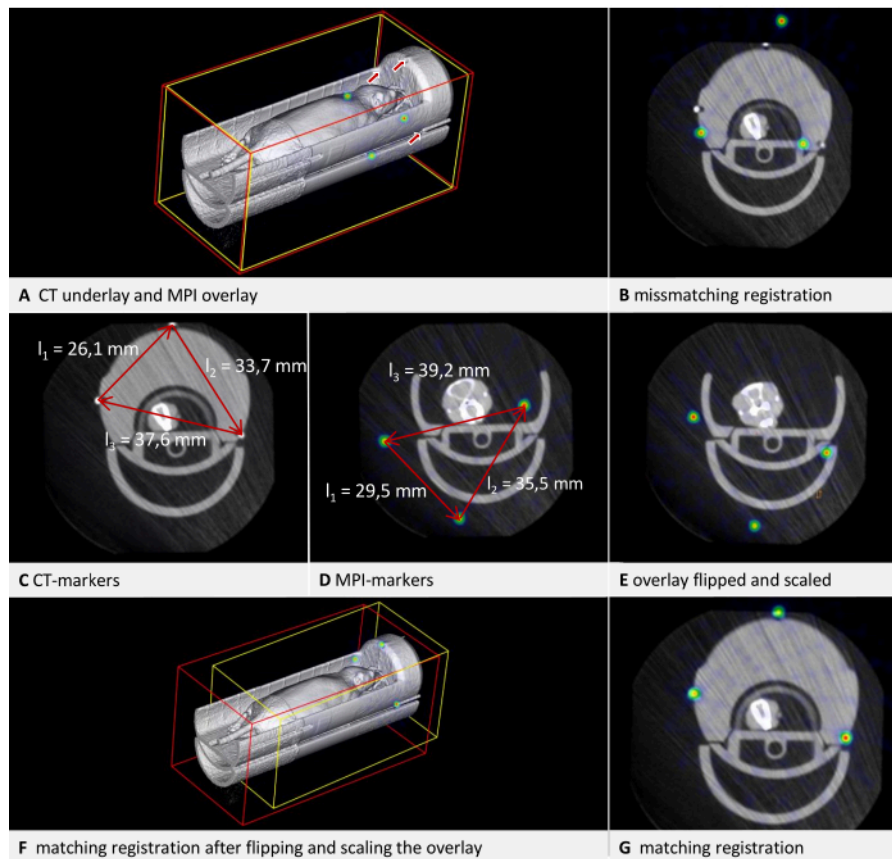 A CT underlay and MPI overlay
B missmatching registration
l₁ = 26,1 mm
l₂ = 33,7 mm
l₃ = 37,6 mm
C CT-markers
l₃ = 39,2 mm
l₁ = 29,5 mm
l₂ = 35,5 mm
D MPI-markers
E overlay flipped and scaled
F matching registration after flipping and scaling the overlay
G matching registration